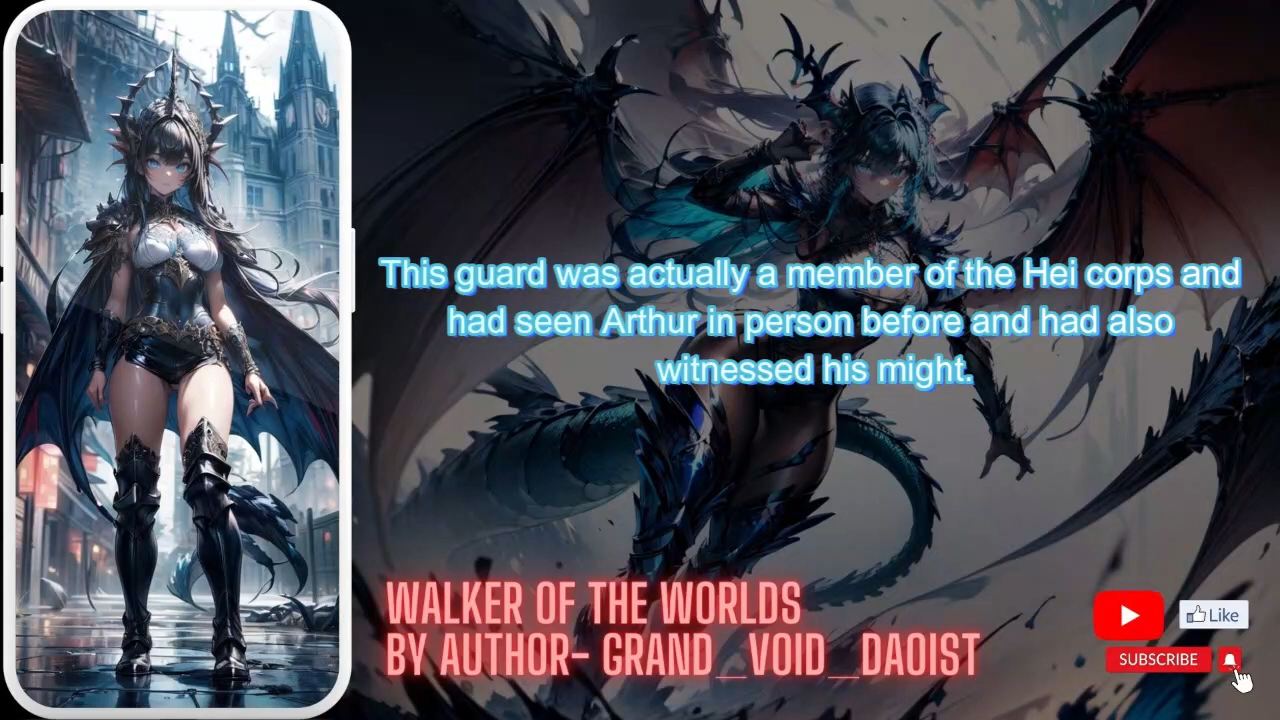 This guard was actually a member of the Hei corps and
had seen Arthur in person before and had also
witnessed his might.
WALKER OF THE WORLDS
BY AUTHOR- GRAND_VOID_DAOIST
Like
SUBSCRIBE